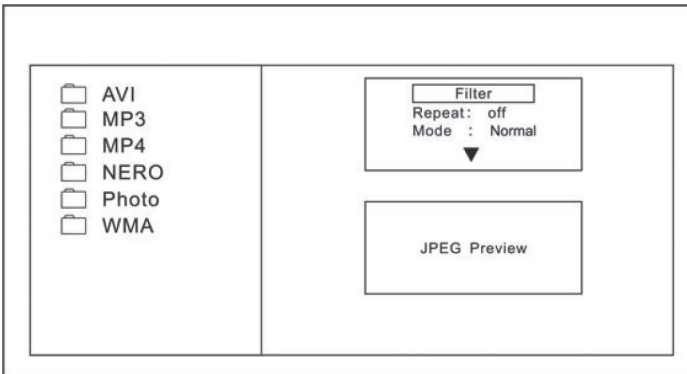 AVI
MP3
MP4
NERO
Photo
WMA
Filter
Repeat: off
Mode : Normal
JPEG Preview